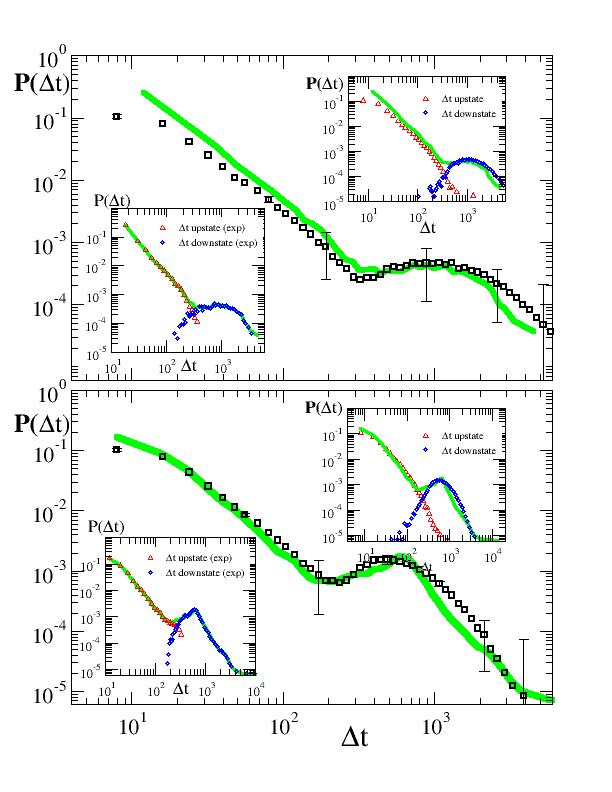 10^0
P(Δt)
10^-1
10^-2
10^-3
10^-4
P(Δt)
10^-1
10^-2
10^-3
10^-4
10^-5
Δt upstate
Δt downstate
10^1 10^2 10^3
Δt
P(Δt)
10^-1
10^-2
10^-3
10^-4
10^-5
Δt upstate (exp)
Δt downstate (exp)
10^1 10^2 Δt 10^3
10^0
P(Δt)
10^-1
10^-2
10^-3
10^-4
10^-5
P(Δt)
10^-1
10^-2
10^-3
10^-4
10^-5
Δt upstate
Δt downstate
10^1 10^2 10^3 10^4
Δt
P(Δt)
10^-1
10^-2
10^-3
10^-4
10^-5
Δt upstate (exp)
Δt downstate (exp)
10^1 10^2 Δt 10^3 10^4
10^1 10^2 10^3
Δt